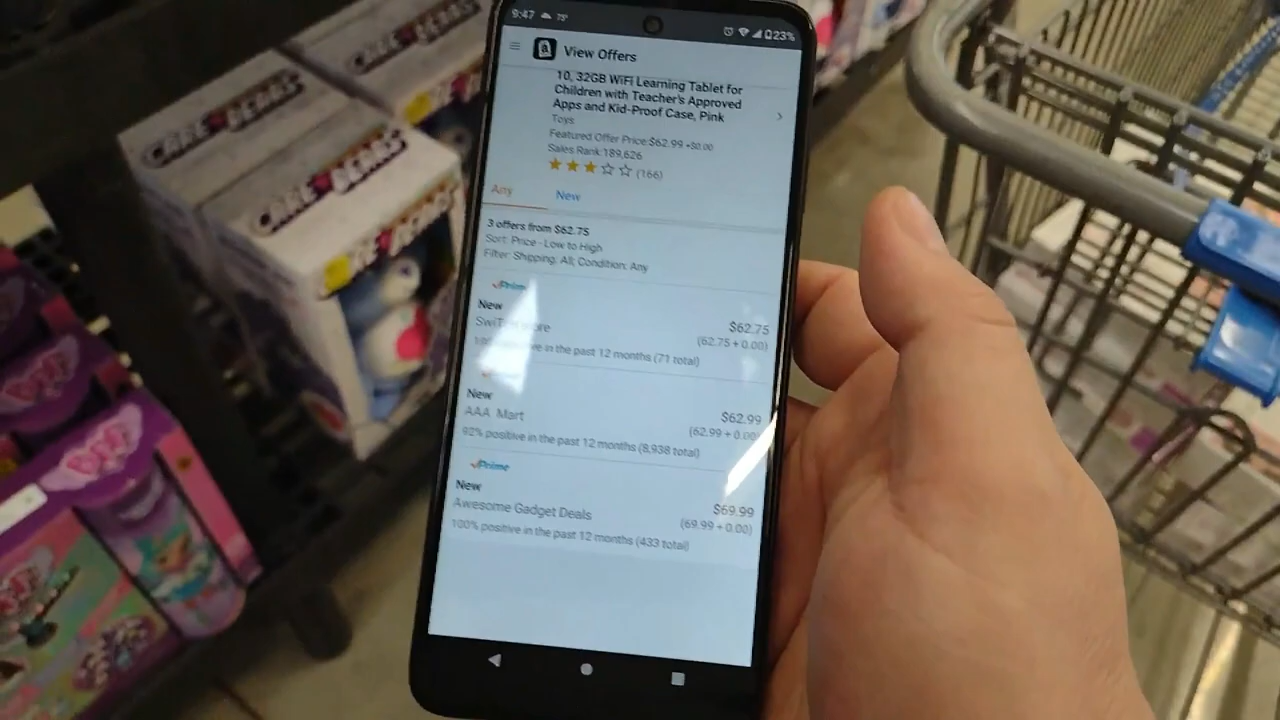 9:47
75°
23%
View Offers
10, 32GB WiFi Learning Tablet for
Children with Teacher's Approved
Apps and Kid-Proof Case, Pink
Toys
Featured Offer Price:$62.99 +$0.00
Sales Rank:189,626
(166)
Any
New
3 offers from $62.75
Sort: Price - Low to High
Filter: Shipping: All; Condition: Any
Prime
New
$62.75
(62.75 + 0.00)
in the past 12 months (71 total)
New
AAA Mart
$62.99
(62.99 + 0.00)
92% positive in the past 12 months (8,938 total)
Prime
New
Awesome Gadget Deals
$69.99
(69.99 + 0.00)
100% positive in the past 12 months (433 total)
CARE BEARS
CARE BEARS
CARE BEARS